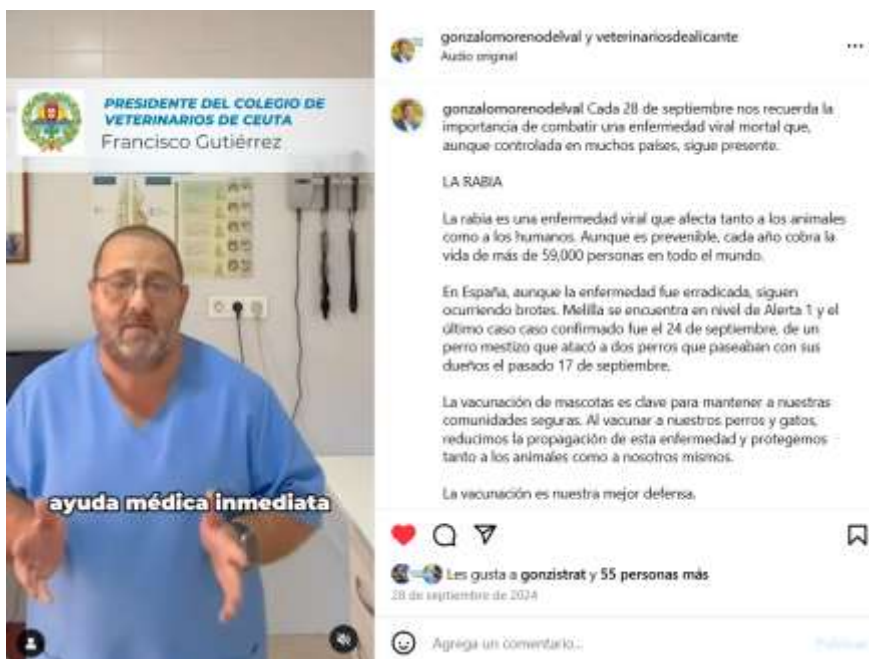 PRESIDENTE DEL COLEGIO DE
VETERINARIOS DE CEUTA
Francisco Gutiérrez
ayuda médica inmediata
gonzalomorenodelval y veterinariosdealicante
Audio original
gonzalomorenodelval Cada 28 de septiembre nos recuerda la
importancia de combatir una enfermedad viral mortal que,
aunque controlada en muchos países, sigue presente.
LA RABIA
La rabia es una enfermedad viral que afecta tanto a los animales
como a los humanos. Aunque es prevenible, cada año cobra la
vida de más de 59,000 personas en todo el mundo.
En España, aunque la enfermedad fue erradicada, siguen
ocurriendo brotes. Melilla se encuentra en nivel de Alerta 1 y el
último caso caso confirmado fue el 24 de septiembre, de un
perro mestizo que atacó a dos perros que paseaban con sus
dueños el pasado 17 de septiembre.
La vacunación de mascotas es clave para mantener a nuestras
comunidades seguras. Al vacunar a nuestros perros y gatos,
reducimos la propagación de esta enfermedad y protegemos
tanto a los animales como a nosotros mismos.
La vacunación es nuestra mejor defensa.
Les gusta a gonzistrat y 55 personas más
28 de septiembre de 2024
Agrega un comentario...
Publicar